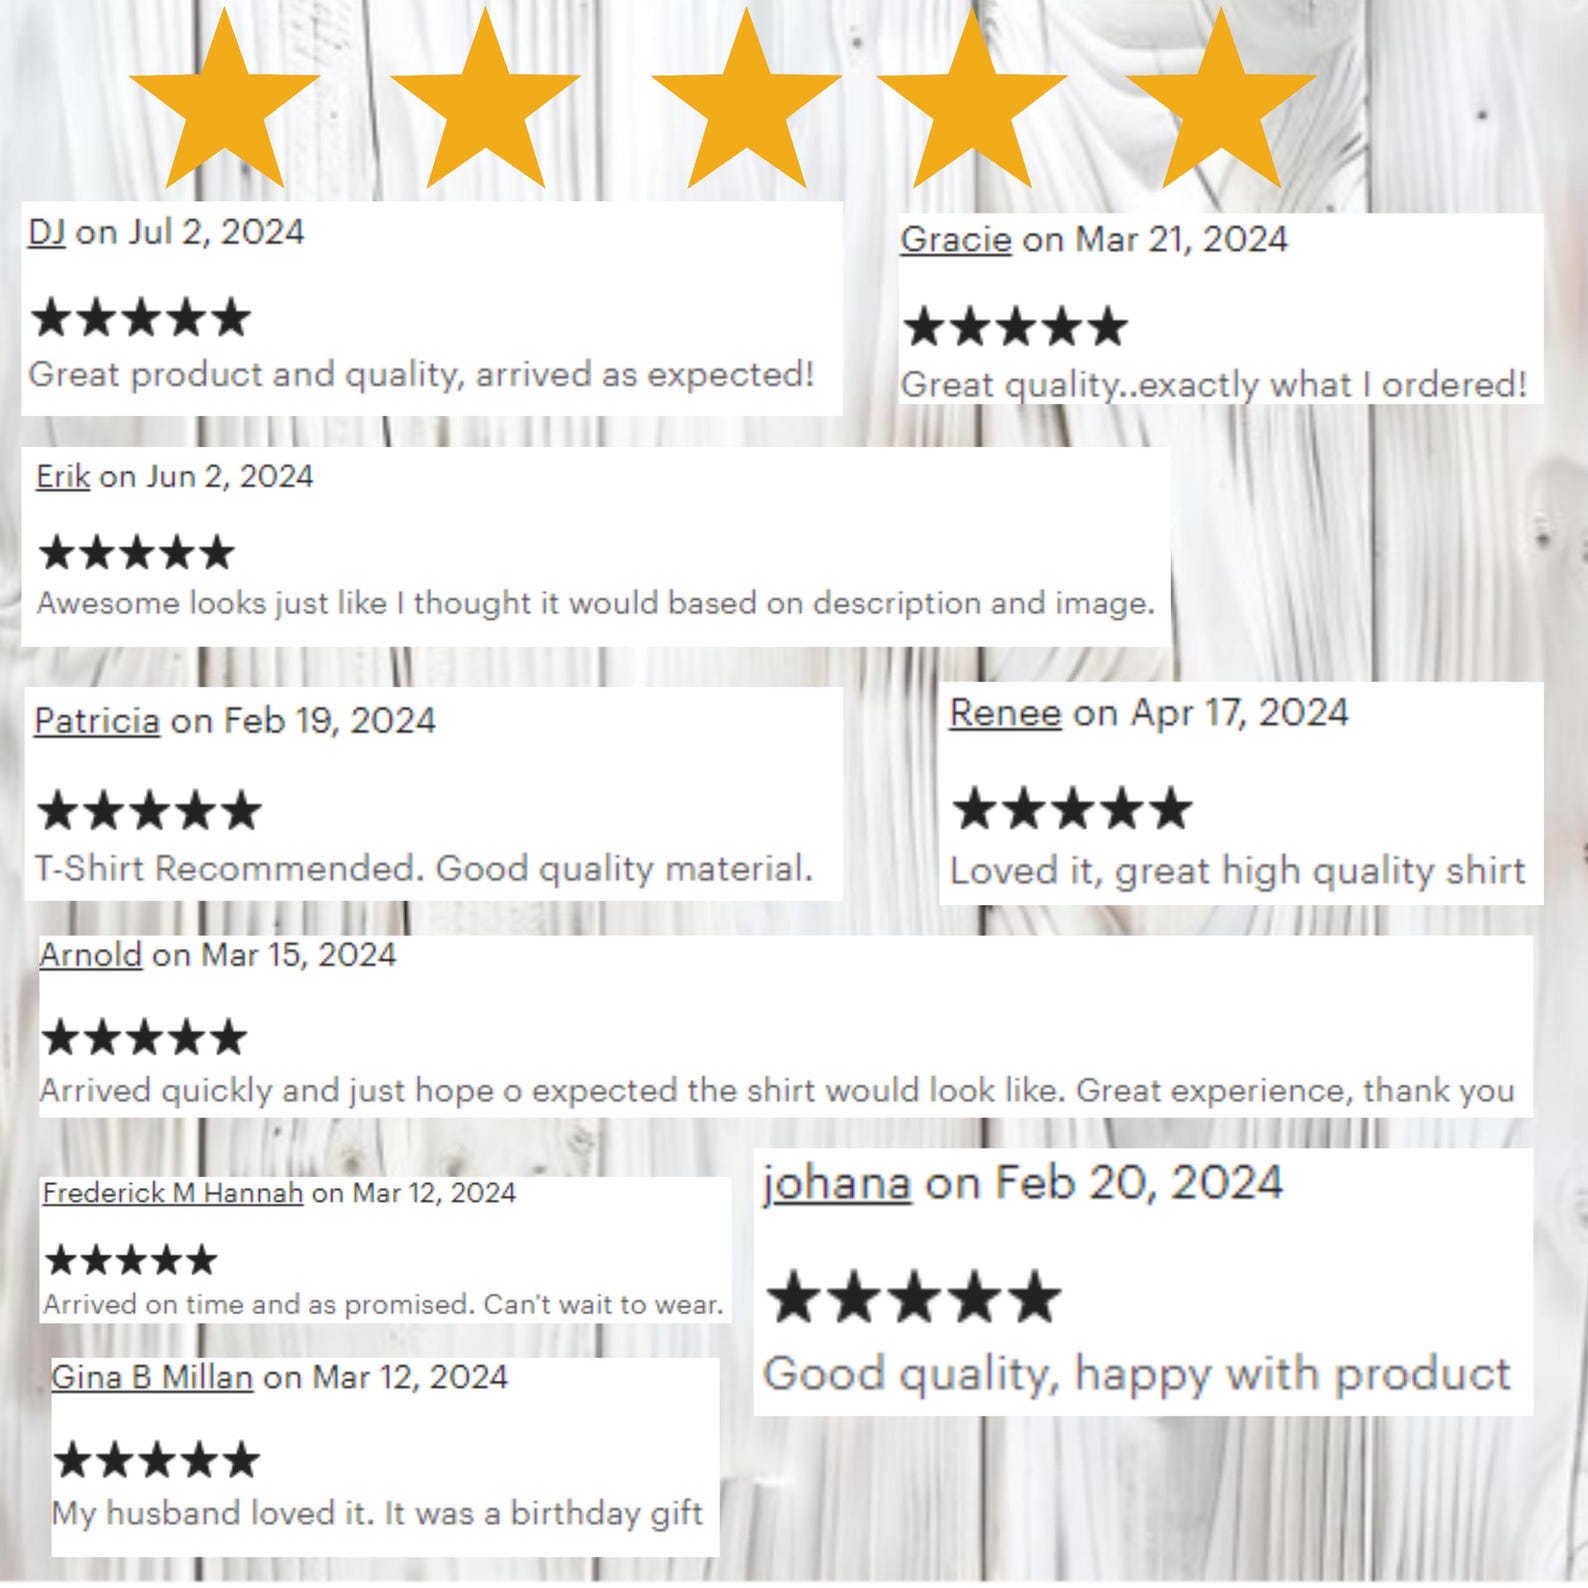 DJ on Jul 2, 2024
Great product and quality, arrived as expected!
Gracie on Mar 21, 2024
Great quality..exactly what I ordered!
Erik on Jun 2, 2024
Awesome looks just like I thought it would based on description and image.
Patricia on Feb 19, 2024
T-Shirt Recommended. Good quality material.
Renee on Apr 17, 2024
Loved it, great high quality shirt
Arnold on Mar 15, 2024
Arrived quickly and just hope o expected the shirt would look like. Great experience, thank you
Frederick M Hannah on Mar 12, 2024
Arrived on time and as promised. Can't wait to wear.
johana on Feb 20, 2024
Good quality, happy with product
Gina B Millan on Mar 12, 2024
My husband loved it. It was a birthday gift